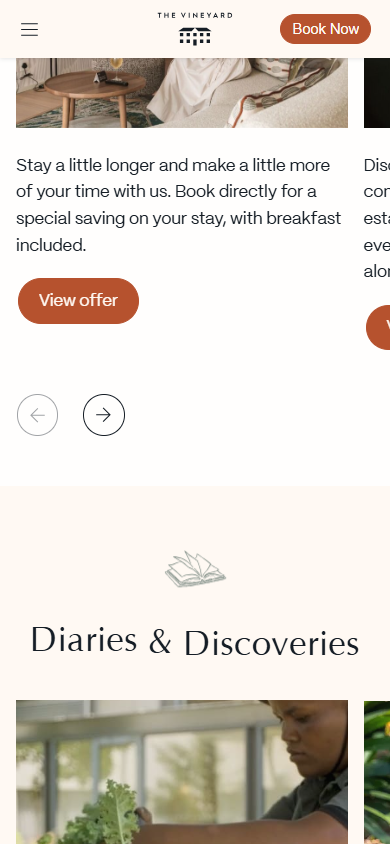 THE VINEYARD
Book Now
Stay a little longer and make a little more
of your time with us. Book directly for a
special saving on your stay, with breakfast
included.
View offer
Diaries & Discoveries